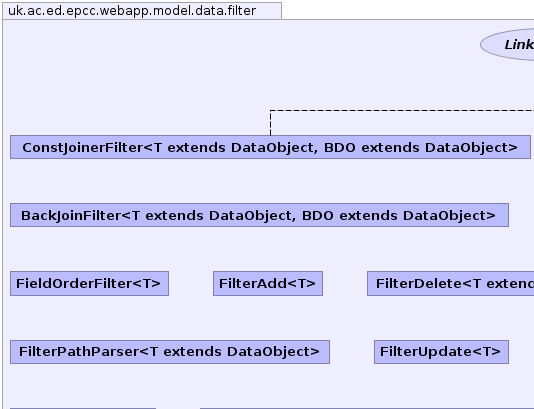 uk.ac.ed.epcc.webapp.model.data.filter
Link
ConstJoinerFilter<T extends DataObject, BDO extends DataObject>
BackJoinFilter<T extends DataObject, BDO extends DataObject>
FieldOrderFilter<T>
FilterAdd<T>
FilterDelete<T extend
FilterPathParser<T extends DataObject>
FilterUpdate<T>